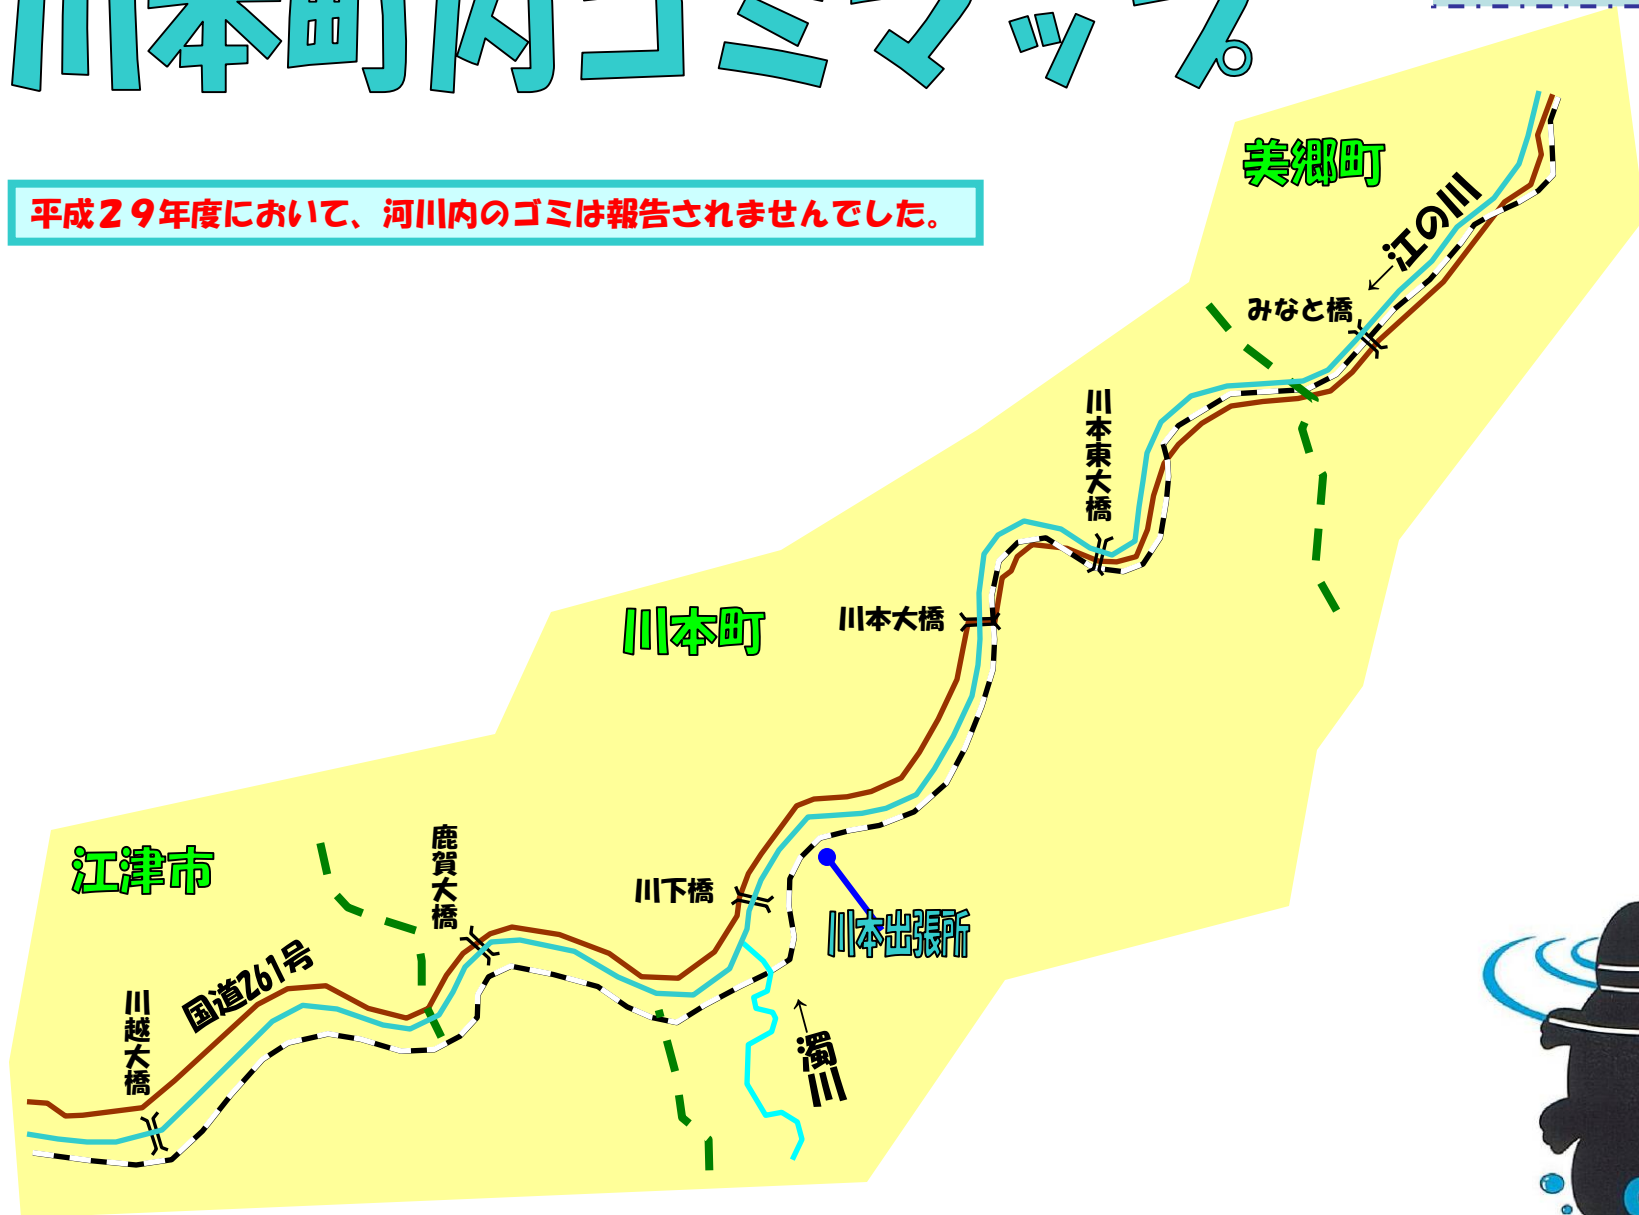 川本町内ゴミマップ
平成２９年度において、河川内のゴミは報告されませんでした。
美郷町
←江の川
みなと橋
川本東大橋
川本大橋
川本町
江津市
鹿賀大橋
川下橋
川本出張所
国道261号
川越大橋
←濁川